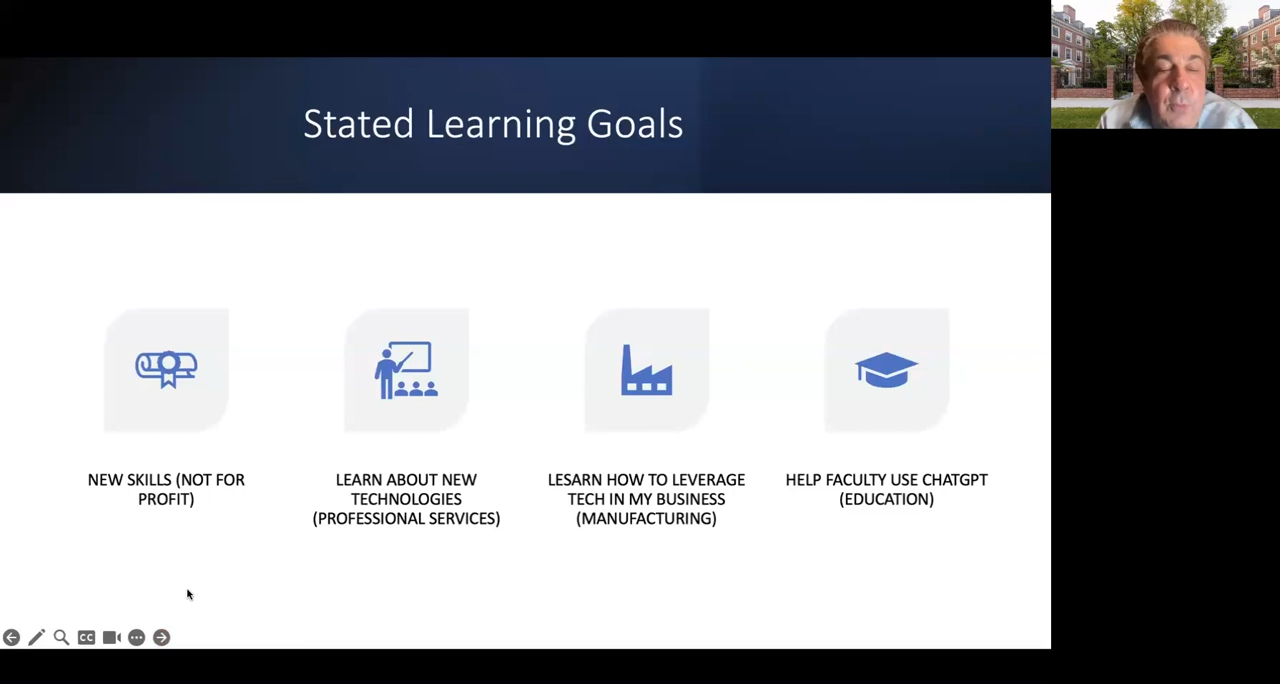 Stated Learning Goals
NEW SKILLS (NOT FOR
PROFIT)
LEARN ABOUT NEW
TECHNOLOGIES
(PROFESSIONAL SERVICES)
LESARN HOW TO LEVERAGE
TECH IN MY BUSINESS
(MANUFACTURING)
HELP FACULTY USE CHATGPT
(EDUCATION)
CC